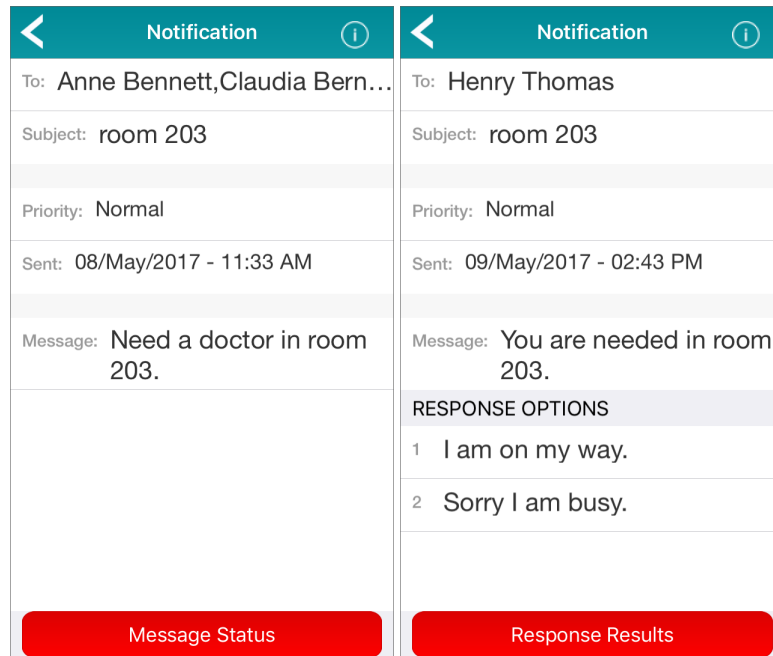 Notification
To: Anne Bennett,Claudia Bern...
Subject: room 203
Priority: Normal
Sent: 08/May/2017 - 11:33 AM
Message: Need a doctor in room
203.
Message Status
Notification
To: Henry Thomas
Subject: room 203
Priority: Normal
Sent: 09/May/2017 - 02:43 PM
Message: You are needed in room
203.
RESPONSE OPTIONS
1 I am on my way.
2 Sorry I am busy.
Response Results